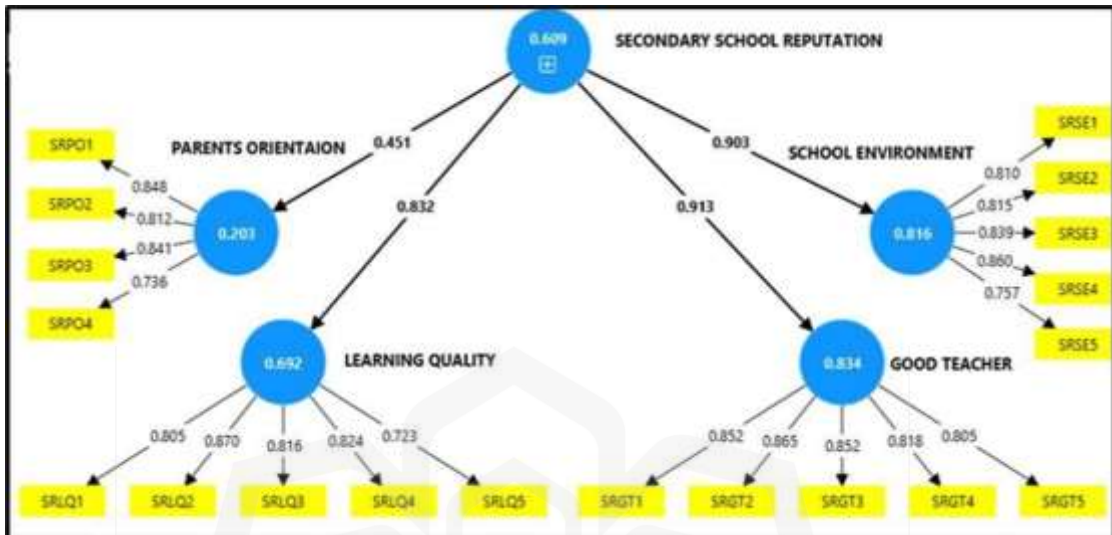 0.609
SECONDARY SCHOOL REPUTATION
SRPO1
SRPO2
SRPO3
SRPO4
0.848
0.812
0.841
0.736
PARENTS ORIENTAION
0.203
0.451
0.832
0.913
0.903
SCHOOL ENVIRONMENT
0.816
0.810
0.815
0.839
0.860
0.757
SRSE1
SRSE2
SRSE3
SRSE4
SRSE5
0.692
LEARNING QUALITY
0.805
0.870
0.816
0.824
0.723
SRLQ1
SRLQ2
SRLQ3
SRLQ4
SRLQ5
0.834
GOOD TEACHER
0.852
0.865
0.852
0.818
0.805
SRGT1
SRGT2
SRGT3
SRGT4
SRGT5